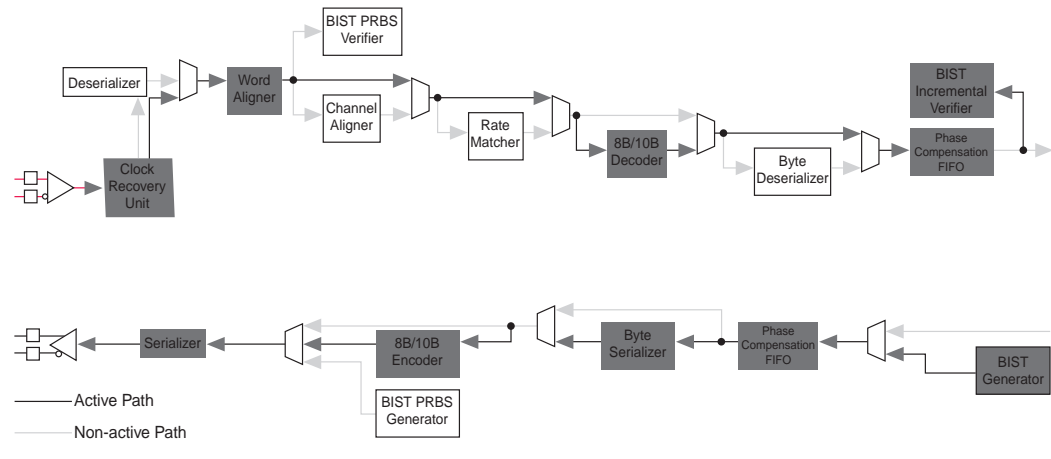 BIST PRBS
Verifier
Deserializer
Word
Aligner
Channel
Aligner
Rate
Matcher
8B/10B
Decoder
Byte
Deserializer
BIST
Incremental
Verifier
Phase
Compensation
FIFO
Clock
Recovery
Unit
Serializer
8B/10B
Encoder
BIST PRBS
Generator
Byte
Serializer
Phase
Compensation
FIFO
BIST
Generator
Active Path
Non-active Path